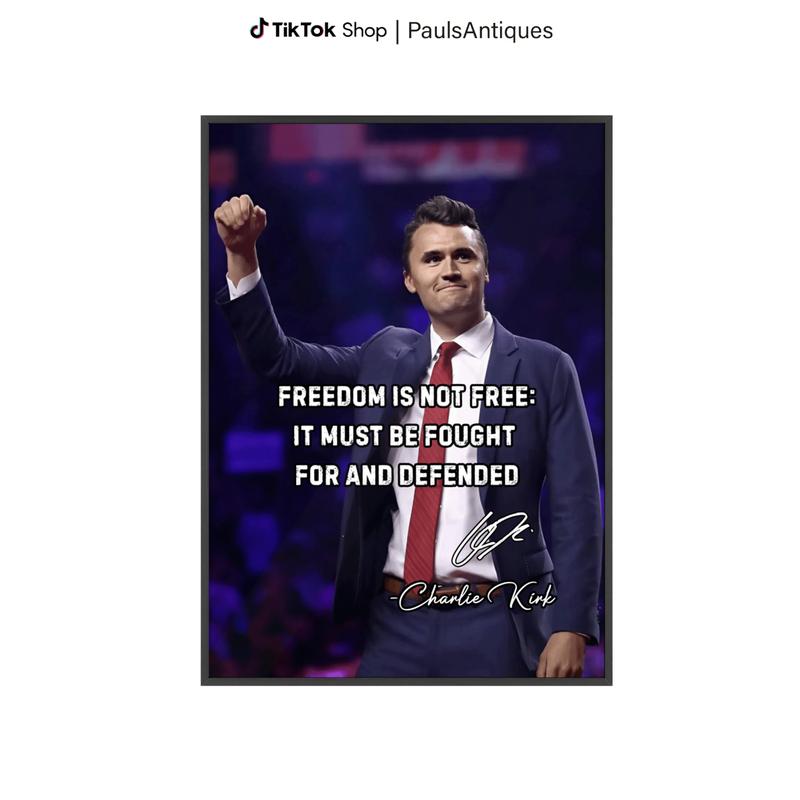 TikTok Shop | PaulsAntiques
FREEDOM IS NOT FREE:
IT MUST BE FOUGHT
FOR AND DEFENDED
-Charlie Kirk